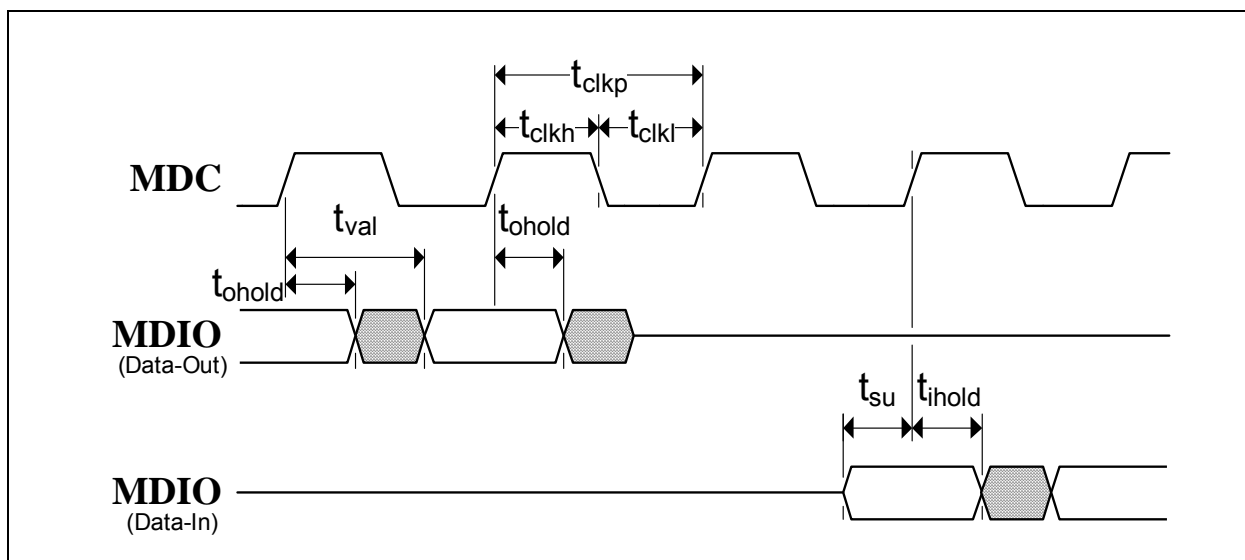 tclkp
tclkh tclkl
MDC
tval tohold
tohold
MDIO
(Data-Out)
tsu tihold
MDIO
(Data-In)